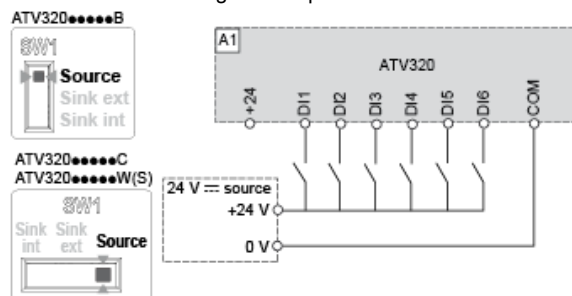 ATV320●●●●●B
SW1
Source
Sink ext
Sink int
ATV320●●●●●C
ATV320●●●●●W(S)
SW1
Sink int
Sink ext
Source
A1
ATV320
+24
DI1
DI2
DI3
DI4
DI5
DI6
COM
24 V ⎓ source
+24 V
0 V